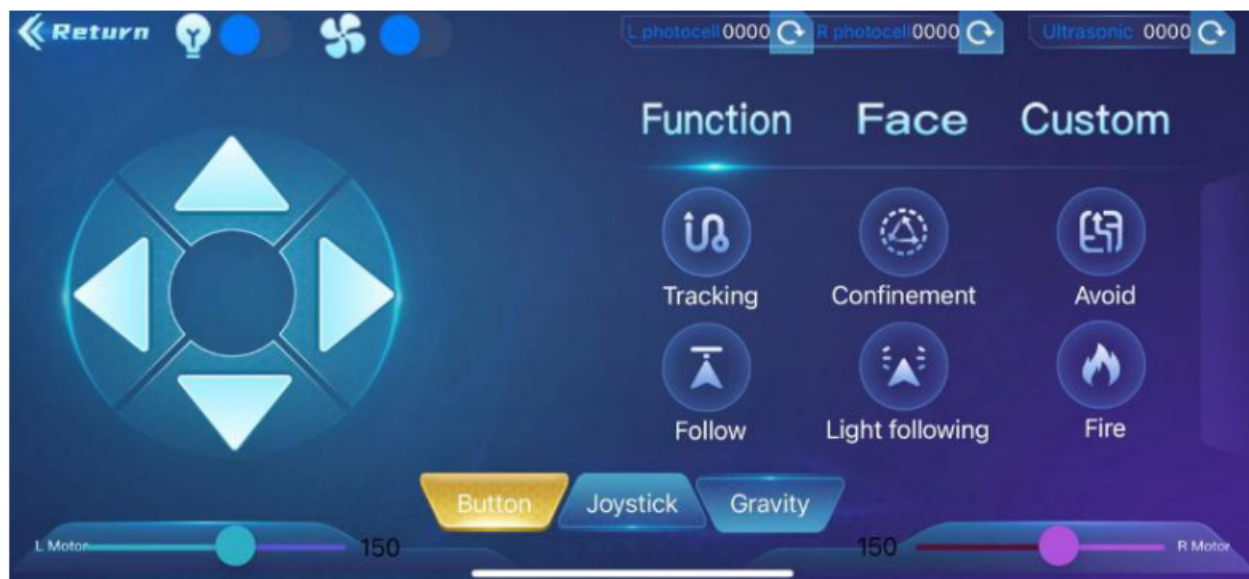 Return
L photocell 0000
R photocell 0000
Ultrasonic 0000
Function Face Custom
Tracking Confinement Avoid
Follow Light following Fire
Button Joystick Gravity
L Motor 150
150 R Motor